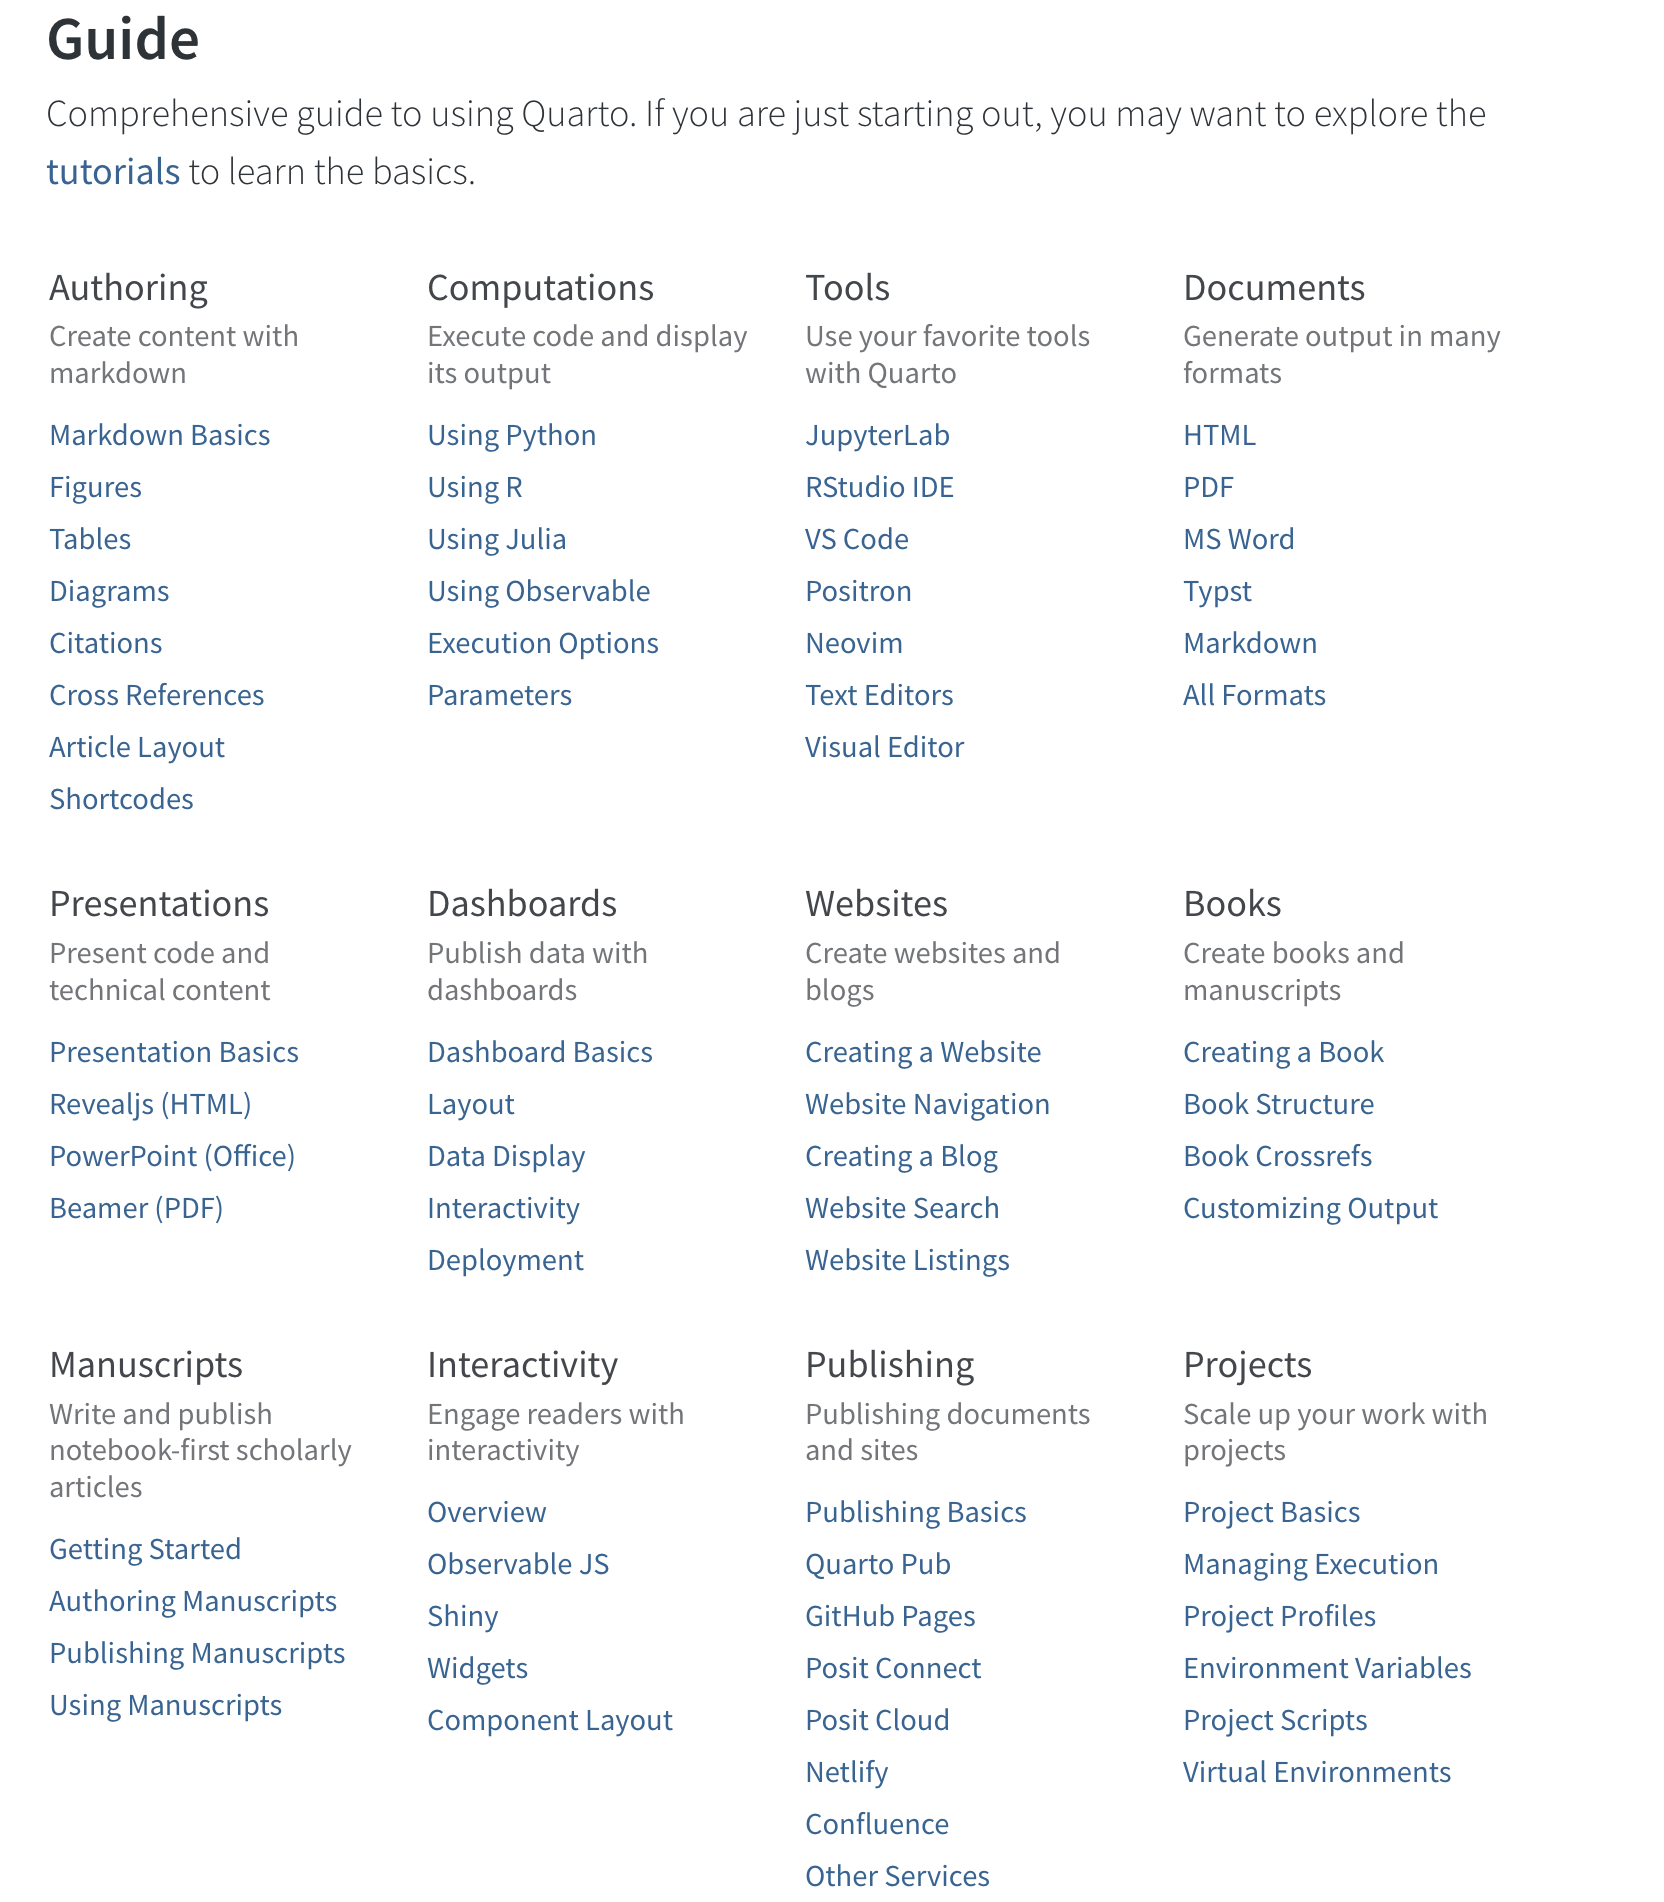 Guide
Comprehensive guide to using Quarto. If you are just starting out, you may want to explore the
tutorials to learn the basics.
Authoring
Create content with
markdown
Markdown Basics
Figures
Tables
Diagrams
Citations
Cross References
Article Layout
Shortcodes
Computations
Execute code and display
its output
Using Python
Using R
Using Julia
Using Observable
Execution Options
Parameters
Tools
Use your favorite tools
with Quarto
JupyterLab
RStudio IDE
VS Code
Positron
Neovim
Text Editors
Visual Editor
Documents
Generate output in many
formats
HTML
PDF
MS Word
Typst
Markdown
All Formats
Presentations
Present code and
technical content
Presentation Basics
Revealjs (HTML)
PowerPoint (Office)
Beamer (PDF)
Dashboards
Publish data with
dashboards
Dashboard Basics
Layout
Data Display
Interactivity
Deployment
Websites
Create websites and
blogs
Creating a Website
Website Navigation
Creating a Blog
Website Search
Website Listings
Books
Create books and
manuscripts
Creating a Book
Book Structure
Book Crossrefs
Customizing Output
Manuscripts
Write and publish
notebook-first scholarly
articles
Getting Started
Authoring Manuscripts
Publishing Manuscripts
Using Manuscripts
Interactivity
Engage readers with
interactivity
Overview
Observable JS
Shiny
Widgets
Component Layout
Publishing
Publishing documents
and sites
Publishing Basics
Quarto Pub
GitHub Pages
Posit Connect
Posit Cloud
Netlify
Confluence
Other Services
Projects
Scale up your work with
projects
Project Basics
Managing Execution
Project Profiles
Environment Variables
Project Scripts
Virtual Environments